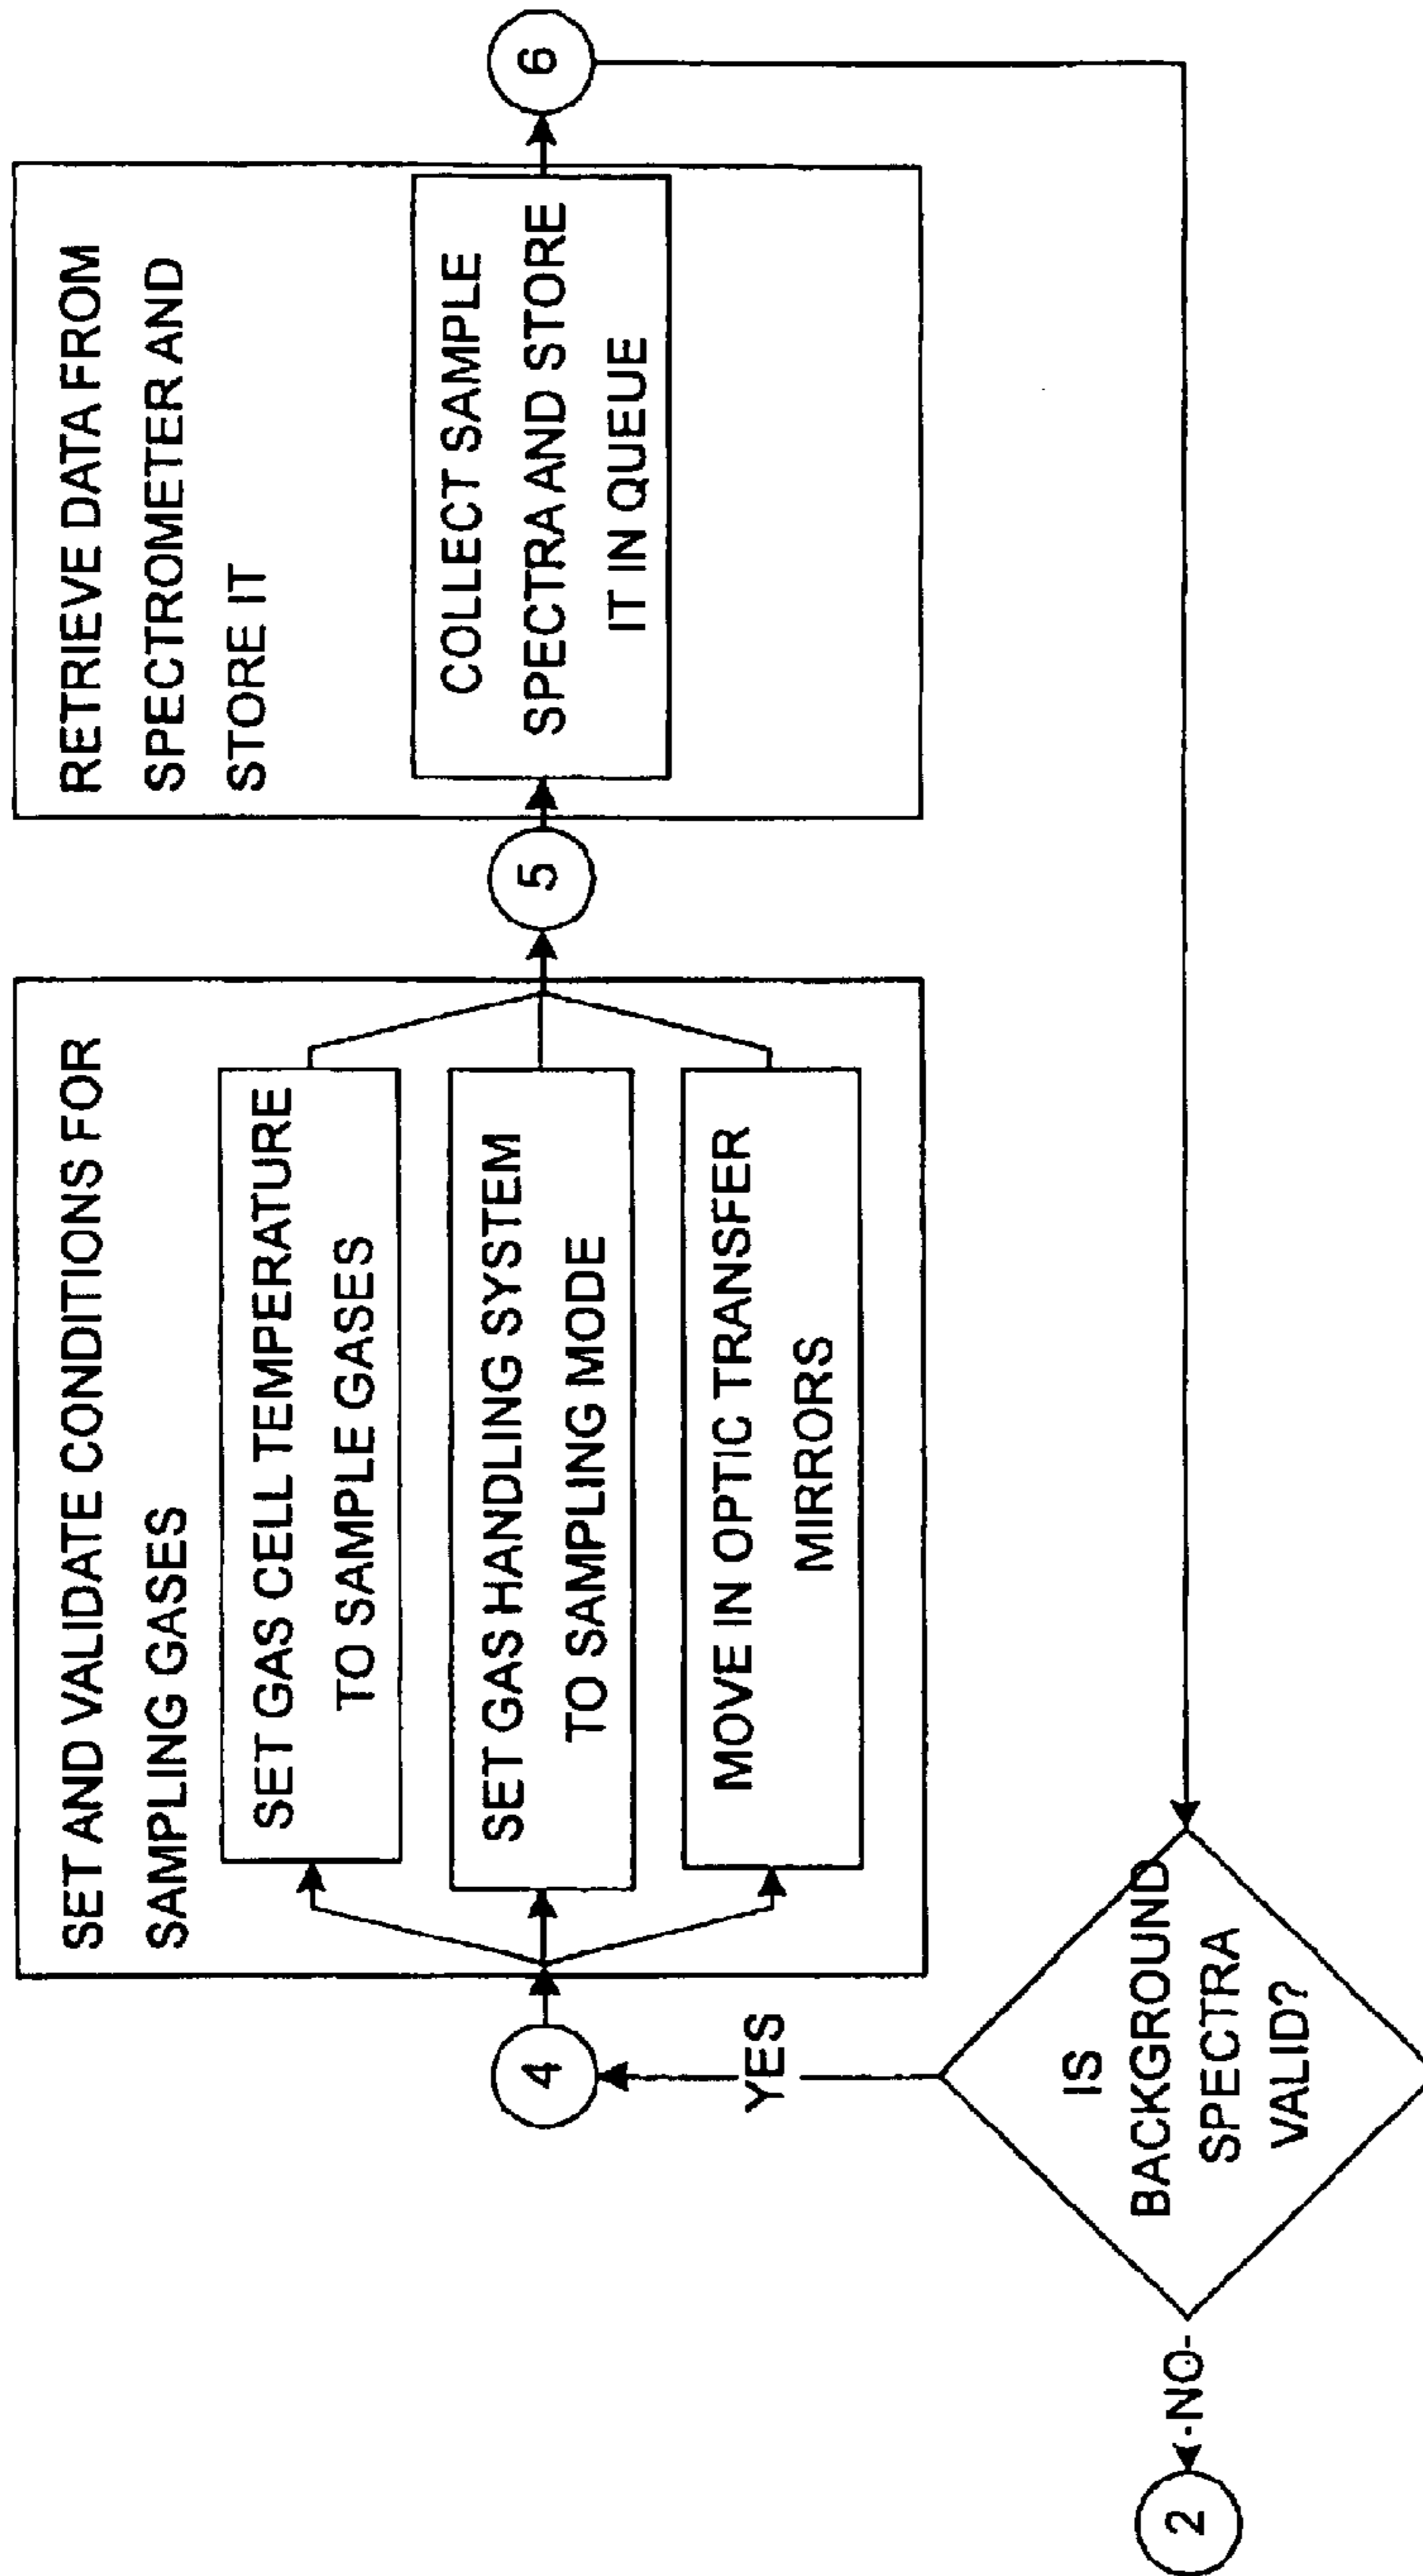 SET AND VALIDATE CONDITIONS FOR
SAMPLING GASES
SET GAS CELL TEMPERATURE
TO SAMPLE GASES
SET GAS HANDLING SYSTEM
TO SAMPLING MODE
MOVE IN OPTIC TRANSFER
MIRRORS
4
5
RETRIEVE DATA FROM
SPECTROMETER AND
STORE IT
COLLECT SAMPLE
SPECTRA AND STORE
IT IN QUEUE
6
YES
IS
BACKGROUND
SPECTRA
VALID?
NO
2